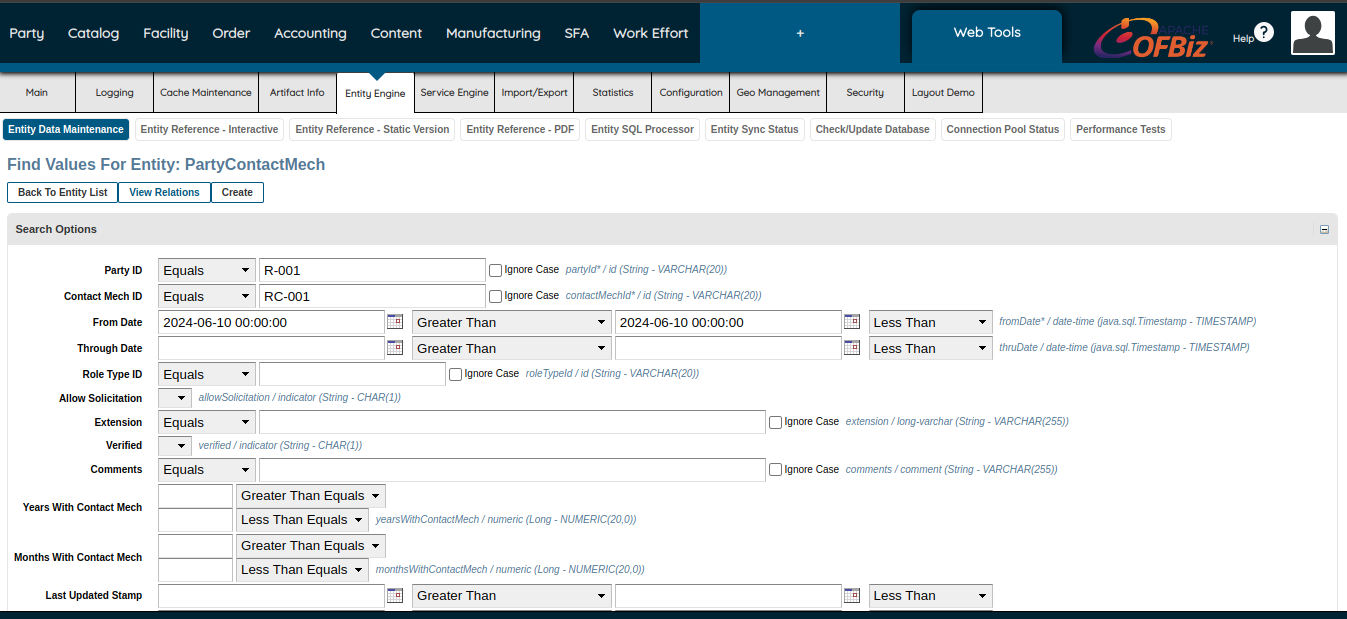 Party Catalog Facility Order Accounting Content Manufacturing SFA Work Effort + Web Tools APACHE OFBiz Help ?
Main Logging Cache Maintenance Artifact Info Entity Engine Service Engine Import/Export Statistics Configuration Geo Management Security Layout Demo
Entity Data Maintenance Entity Reference - Interactive Entity Reference - Static Version Entity Reference - PDF Entity SQL Processor Entity Sync Status Check/Update Database Connection Pool Status Performance Tests
Find Values For Entity: PartyContactMech
Back To Entity List View Relations Create
Search Options
Party ID Equals R-001 Ignore Case partyId* / id (String - VARCHAR(20))
Contact Mech ID Equals RC-001 Ignore Case contactMechId* / id (String - VARCHAR(20))
From Date 2024-06-10 00:00:00 Greater Than 2024-06-10 00:00:00 Less Than fromDate* / date-time (java.sql.Timestamp - TIMESTAMP)
Through Date Greater Than Less Than thruDate / date-time (java.sql.Timestamp - TIMESTAMP)
Role Type ID Equals Ignore Case roleTypeId / id (String - VARCHAR(20))
Allow Solicitation allowSolicitation / indicator (String - CHAR(1))
Extension Equals Ignore Case extension / long-varchar (String - VARCHAR(255))
Verified verified / indicator (String - CHAR(1))
Comments Equals Ignore Case comments / comment (String - VARCHAR(255))
Years With Contact Mech Greater Than Equals
Less Than Equals yearsWithContactMech / numeric (Long - NUMERIC(20,0))
Months With Contact Mech Greater Than Equals
Less Than Equals monthsWithContactMech / numeric (Long - NUMERIC(20,0))
Last Updated Stamp Greater Than Less Than